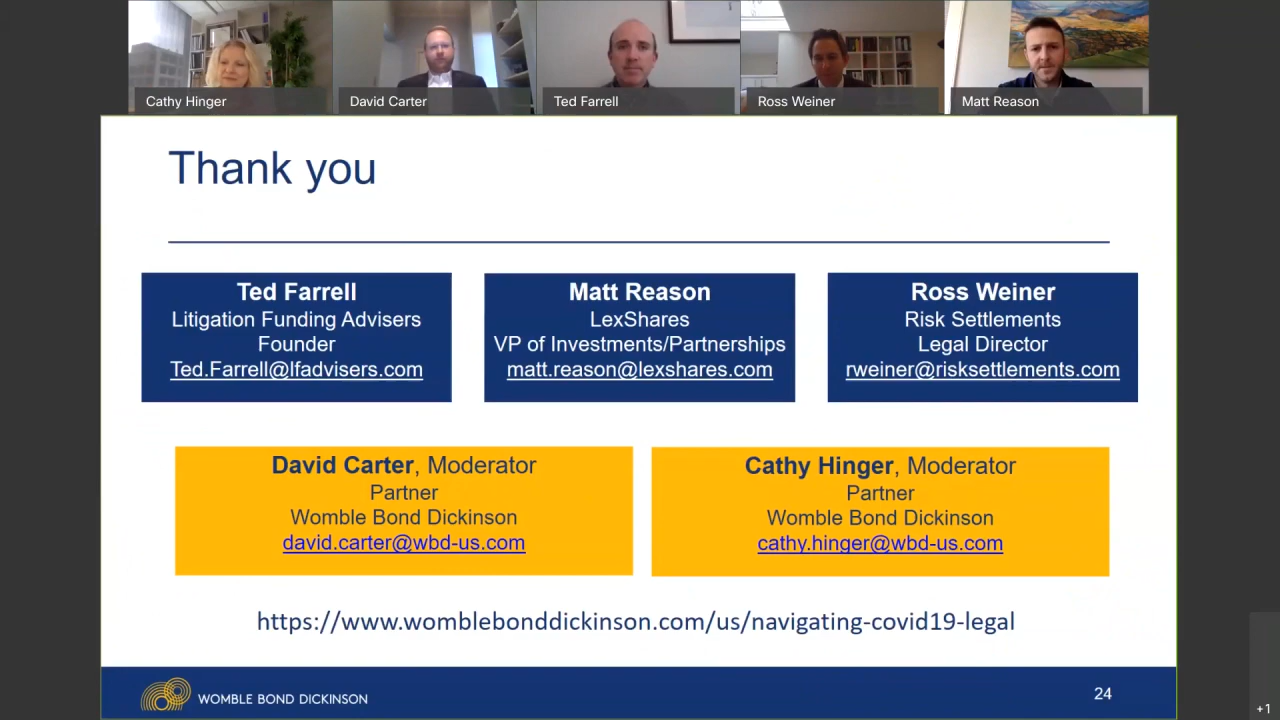 Cathy Hinger
David Carter
Ted Farrell
Ross Weiner
Matt Reason
Thank you
Ted Farrell
Litigation Funding Advisers
Founder
Ted.Farrell@lfadvisers.com
Matt Reason
LexShares
VP of Investments/Partnerships
matt.reason@lexshares.com
Ross Weiner
Risk Settlements
Legal Director
rweiner@risksettlements.com
David Carter, Moderator
Partner
Womble Bond Dickinson
david.carter@wbd-us.com
Cathy Hinger, Moderator
Partner
Womble Bond Dickinson
cathy.hinger@wbd-us.com
https://www.womblebonddickinson.com/us/navigating-covid19-legal
WOMBLE BOND DICKINSON
24
+1